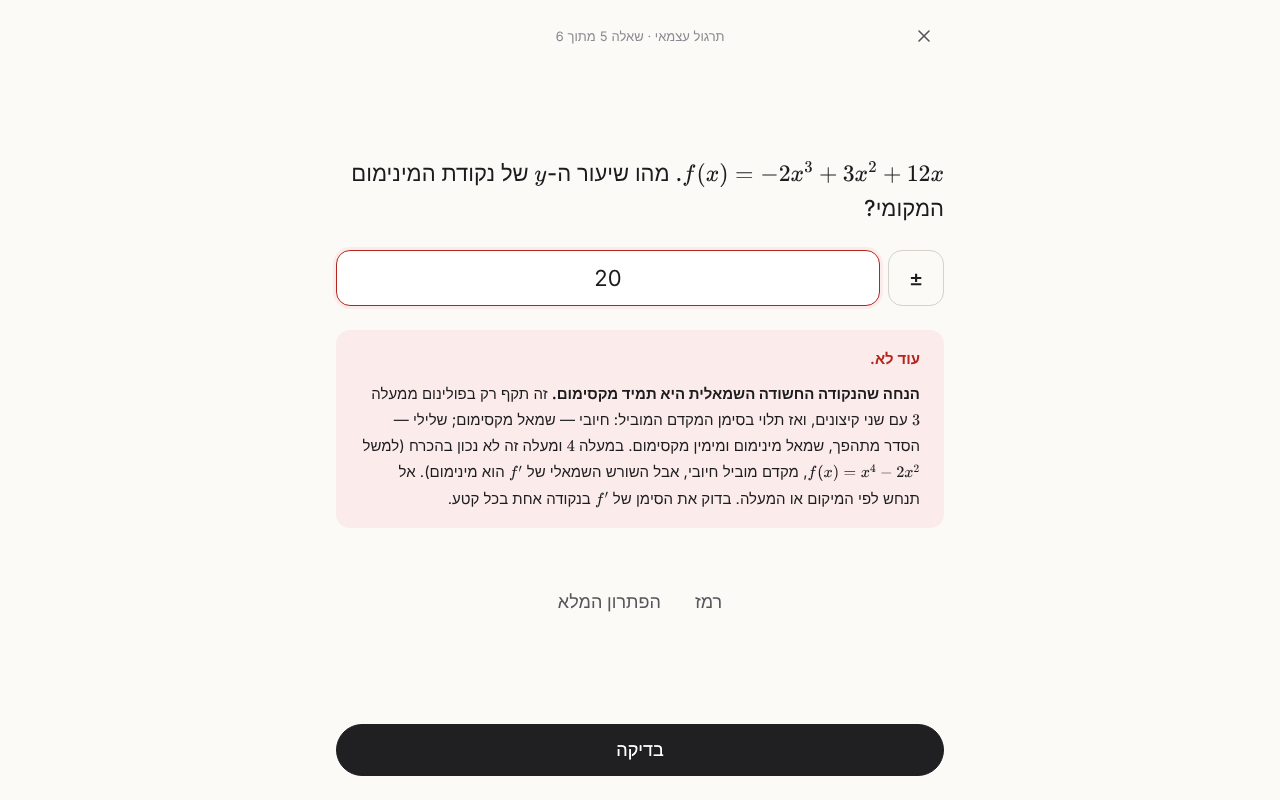 תרגול עצמאי · שאלה 5 מתוך 6
×
f(x) = −2x³ + 3x² + 12x. מהו שיעור ה-y של נקודת המינימום
המקומי?
±
20
עוד לא.
הנחה שהנקודה החשודה השמאלית היא תמיד מקסימום. זה תקף רק בפולינום ממעלה
3 עם שני קיצונים, ואז תלוי בסימן המקדם המוביל: חיובי — שמאל מקסימום; שלילי —
הסדר מתהפך, שמאל מינימום וימין מקסימום. במעלה 4 ומעלה זה לא נכון בהכרח (למשל
f(x) = x⁴ − 2x², מקדם מוביל חיובי, אבל השורש השמאלי של f′ הוא מינימום). אל
תנחש לפי המיקום או המעלה. בדוק את הסימן של f′ בנקודה אחת בכל קטע.
רמז
הפתרון המלא
בדיקה